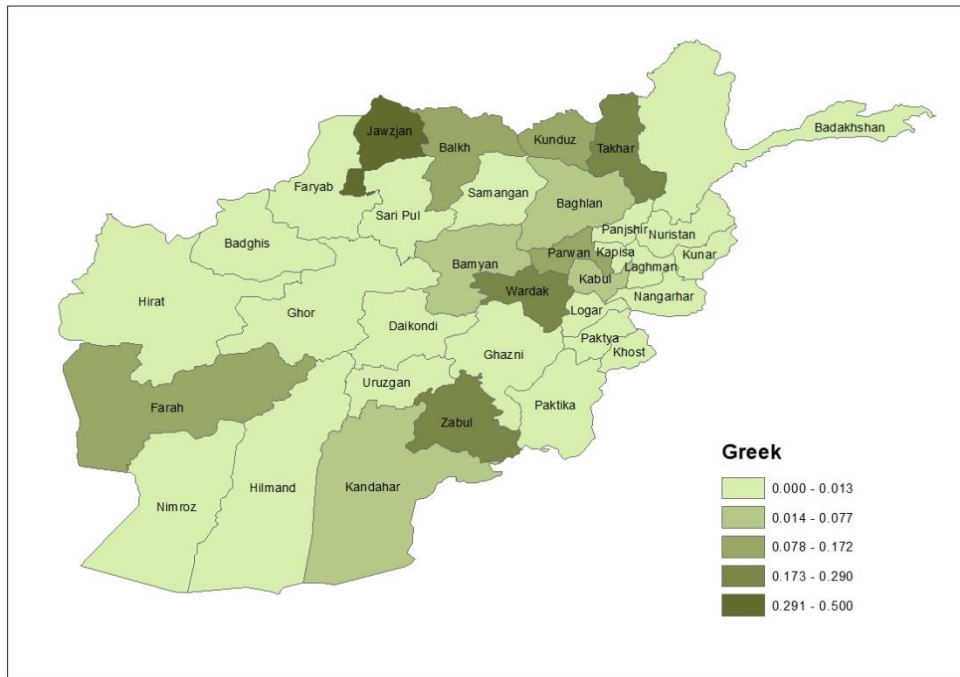 Badakhshan
Jawzjan
Balkh
Kunduz
Takhar
Faryab
Samangan
Baghlan
Sari Pul
Panjshir
Nuristan
Badghis
Parwan
Kapisa
Kunar
Bamyan
Laghman
Kabul
Wardak
Nangarhar
Hirat
Ghor
Logar
Daikondi
Paktya
Ghazni
Khost
Uruzgan
Farah
Paktika
Zabul
Kandahar
Hilmand
Nimroz
Greek
0.000 - 0.013
0.014 - 0.077
0.078 - 0.172
0.173 - 0.290
0.291 - 0.500